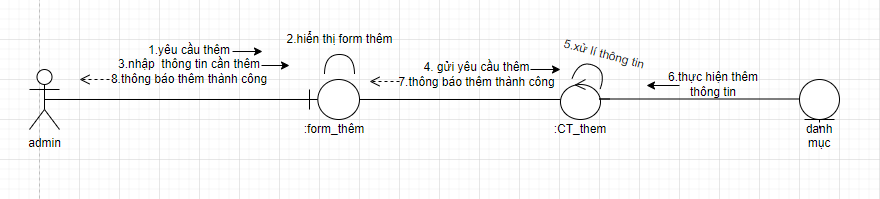 2.hiển thị form thêm
1.yêu cầu thêm
3.nhập thông tin cần thêm
8.thông báo thêm thành công
4. gửi yêu cầu thêm
7.thông báo thêm thành công
5.xử lí thông tin
6.thực hiện thêm
thông tin
admin
:form_thêm
:CT_them
danh
mục